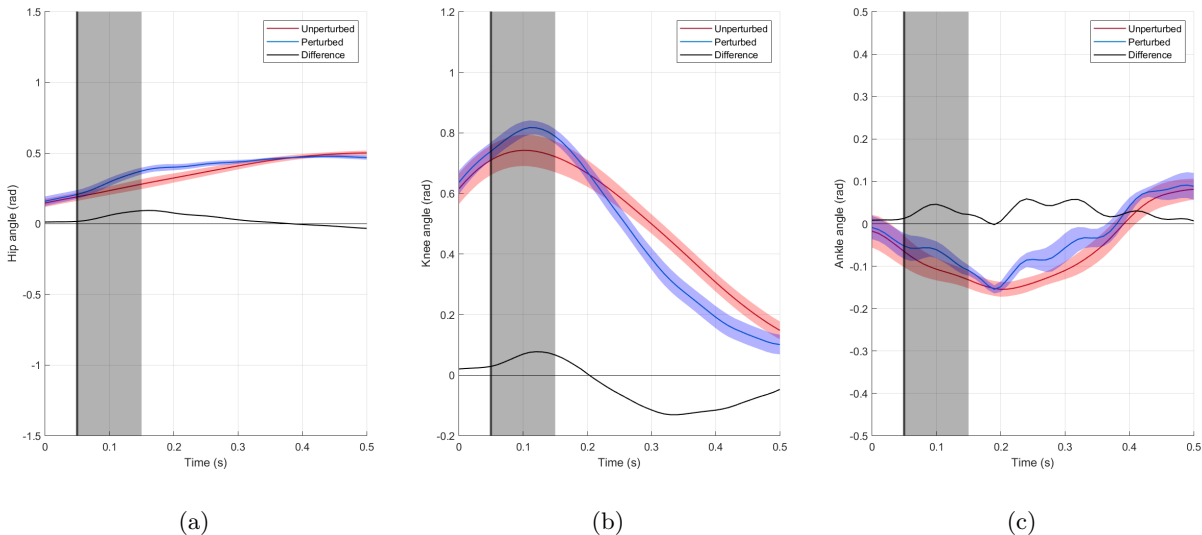 1.5
1
0.5
0
-0.5
-1
-1.5
Hip angle (rad)
0 0.1 0.2 0.3 0.4 0.5
Time (s)
Unperturbed
Perturbed
Difference
(a)
1.2
1
0.8
0.6
0.4
0.2
0
-0.2
Knee angle (rad)
0 0.1 0.2 0.3 0.4 0.5
Time (s)
Unperturbed
Perturbed
Difference
(b)
0.5
0.4
0.3
0.2
0.1
0
-0.1
-0.2
-0.3
-0.4
-0.5
Ankle angle (rad)
0 0.1 0.2 0.3 0.4 0.5
Time (s)
Unperturbed
Perturbed
Difference
(c)